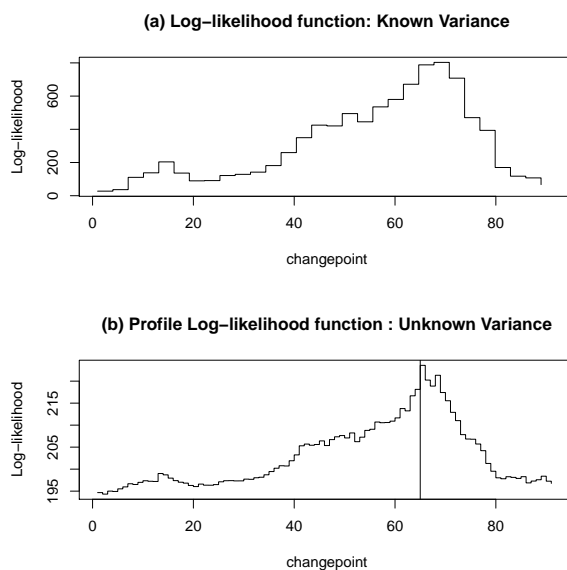 (a) Log−likelihood function: Known Variance
Log−likelihood
600
200
0
0 20 40 60 80
changepoint
(b) Profile Log−likelihood function : Unknown Variance
Log−likelihood
215
205
195
0 20 40 60 80
changepoint